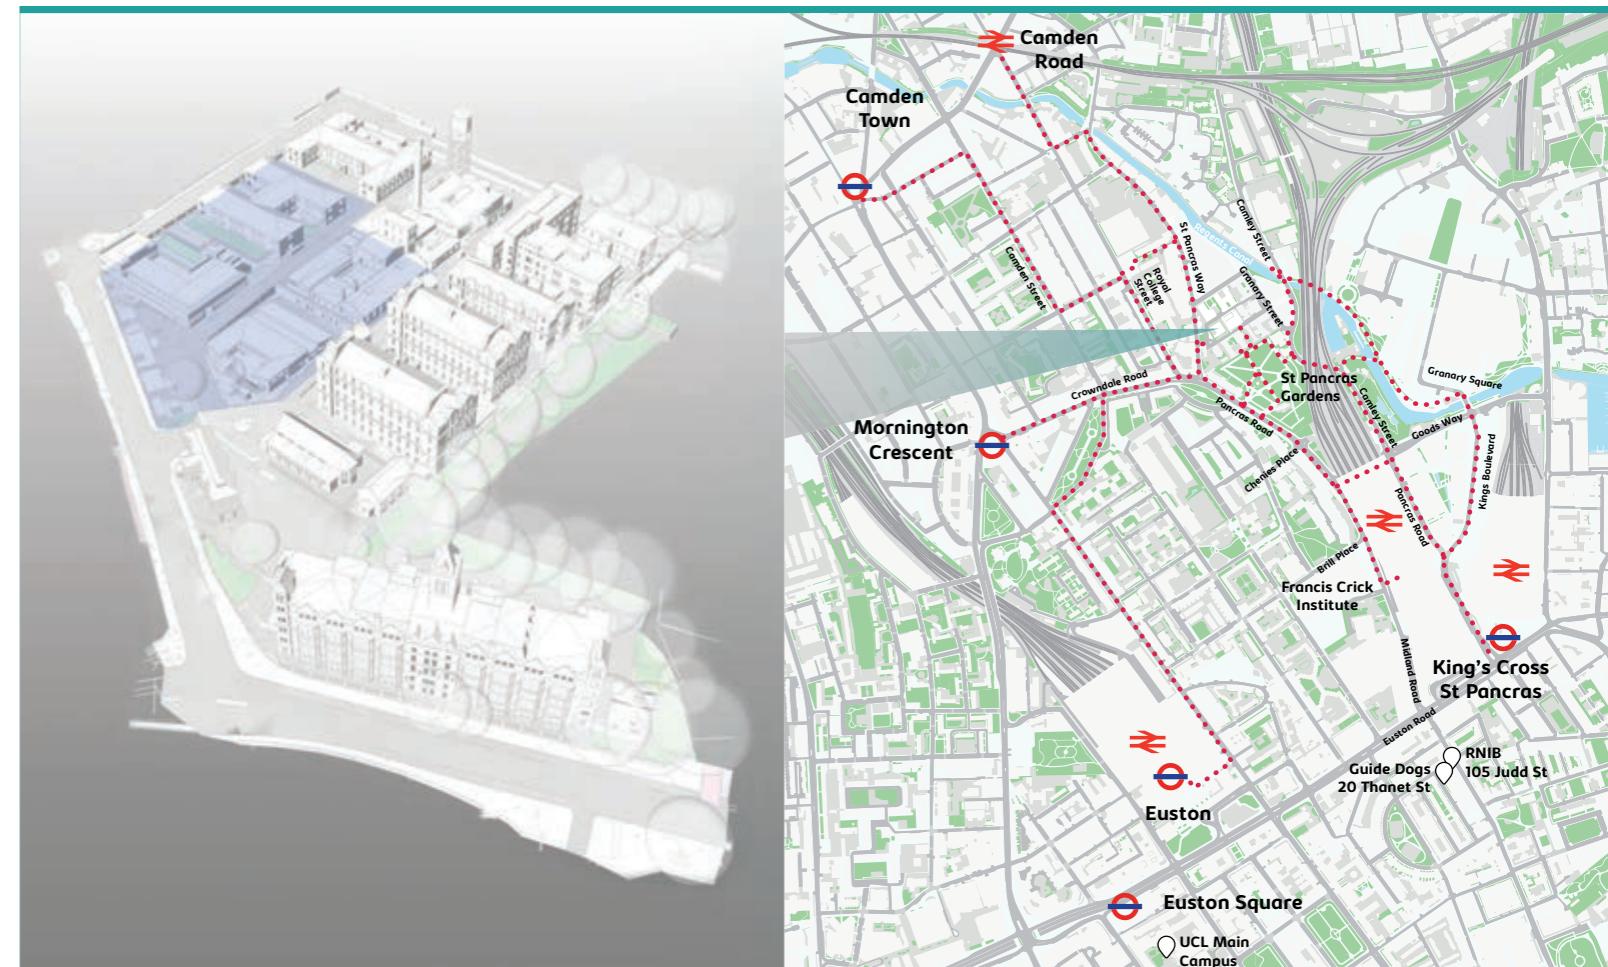 Camden
Road
Camden
Town
Camley Street
St Pancras Way
Regents Canal
Royal
College
Street
Granary Street
Camden Street
St Pancras
Gardens
Granary Square
Crowndale Road
Pancras Road
Camley Street
Goods Way
Mornington
Crescent
Chenies Place
Kings Boulevard
Pancras Road
Brill Place
Francis Crick
Institute
Midland Road
King's Cross
St Pancras
Euston Road
RNIB
105 Judd St
Guide Dogs
20 Thanet St
Euston
Euston Square
UCL Main
Campus